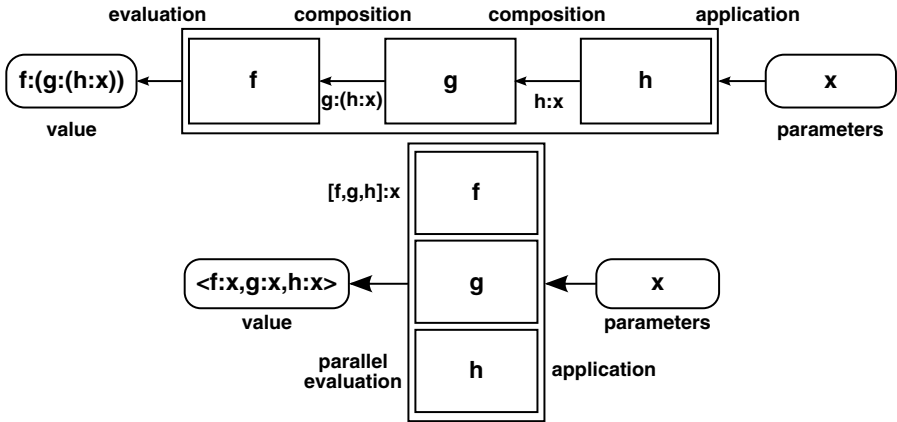 evaluation composition composition application
f:(g:(h:x)) f g h x
g:(h:x) h:x
value parameters
[f,g,h]:x f
<f:x,g:x,h:x> g x
value parameters
parallel
evaluation h application